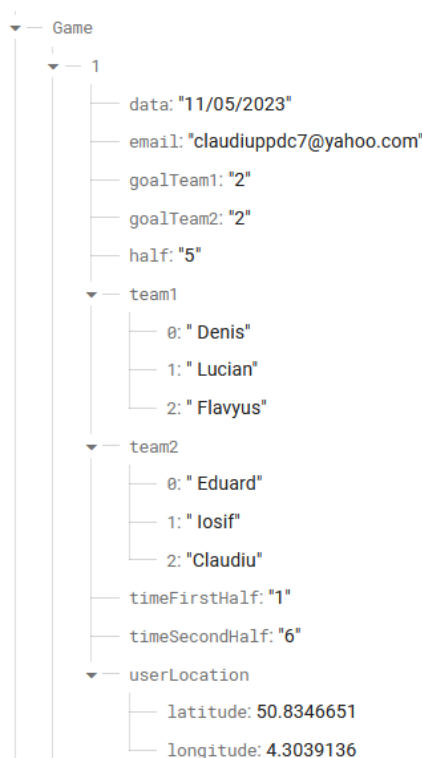 Game
1
data: "11/05/2023"
email: "claudiuppdc7@yahoo.com"
goalTeam1: "2"
goalTeam2: "2"
half: "5"
team1
0: " Denis"
1: " Lucian"
2: " Flavyus"
team2
0: " Eduard"
1: " Iosif"
2: "Claudiu"
timeFirstHalf: "1"
timeSecondHalf: "6"
userLocation
latitude: 50.8346651
longitude: 4.3039136